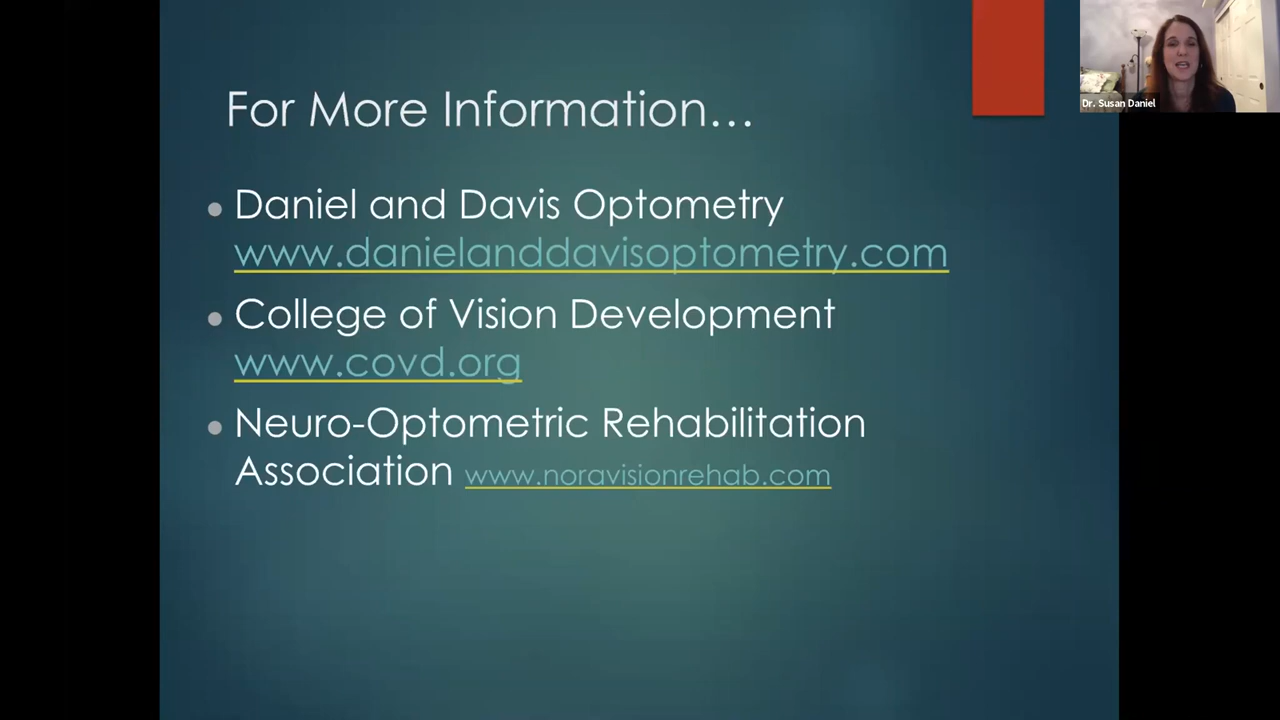 For More Information…
Daniel and Davis Optometry
www.danielanddavisoptometry.com
College of Vision Development
www.covd.org
Neuro-Optometric Rehabilitation
Association www.noravisionrehab.com
Dr. Susan Daniel